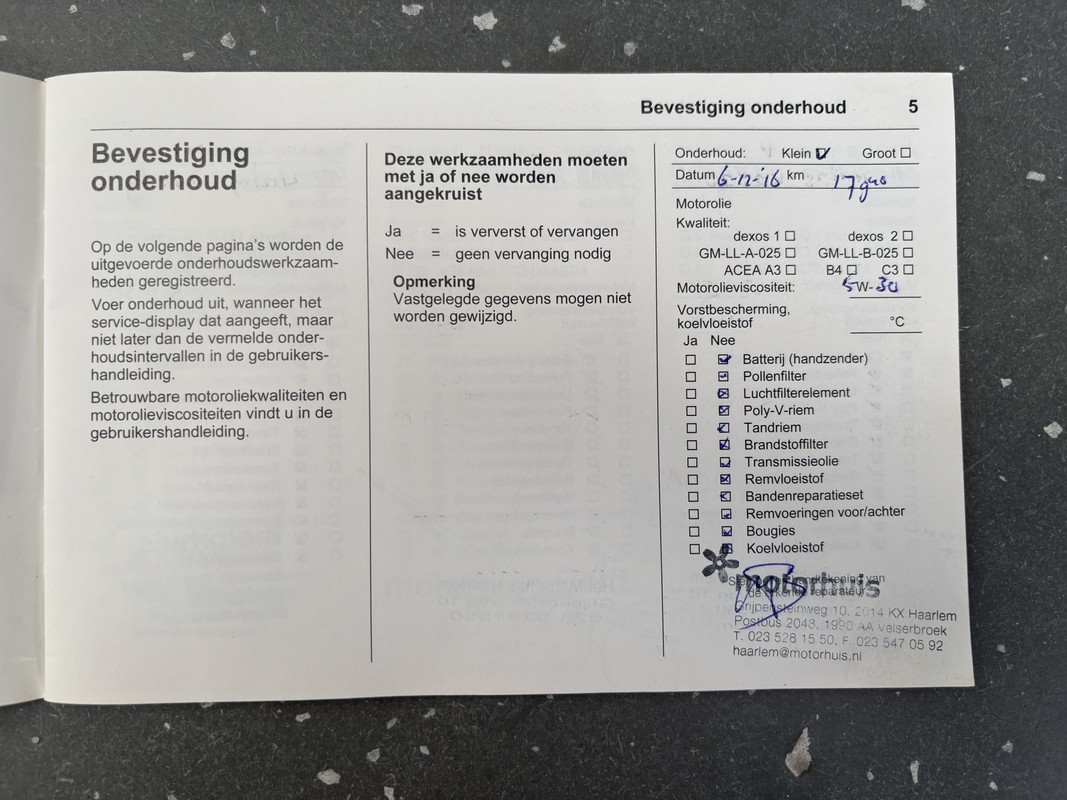 Bevestiging onderhoud 5
Bevestiging
onderhoud
Op de volgende pagina's worden de
uitgevoerde onderhoudswerkzaam-
heden geregistreerd.
Voer onderhoud uit, wanneer het
service-display dat aangeeft, maar
niet later dan de vermelde onder-
houdsintervallen in de gebruikers-
handleiding.
Betrouwbare motoroliekwaliteiten en
motorolieviscositeiten vindt u in de
gebruikershandleiding.
Deze werkzaamheden moeten
met ja of nee worden
aangekruist
Ja = is ververst of vervangen
Nee = geen vervanging nodig
Opmerking
Vastgelegde gegevens mogen niet
worden gewijzigd.
Onderhoud: Klein Groot
Datum 6-12-'16 km
Motorolie
Kwaliteit:
dexos 1 dexos 2
GM-LL-A-025 GM-LL-B-025
ACEA A3 B4 C3
Motorolieviscositeit: 5W-30
Vorstbescherming,
koelvloeistof °C
Ja Nee
Batterij (handzender)
Pollenfilter
Luchtfilterelement
Poly-V-riem
Tandriem
Brandstoffilter
Transmissieolie
Remvloeistof
Bandenreparatieset
Remvoeringen voor/achter
Bougies
Koelvloeistof
motorhuis
de erkende reparateur
Grijpensteinweg 10, 2014 KX Haarlem
Postbus 2048, 1990 AA Velserbroek
T. 023 528 15 50, F. 023 547 05 92
haarlem@motorhuis.nl